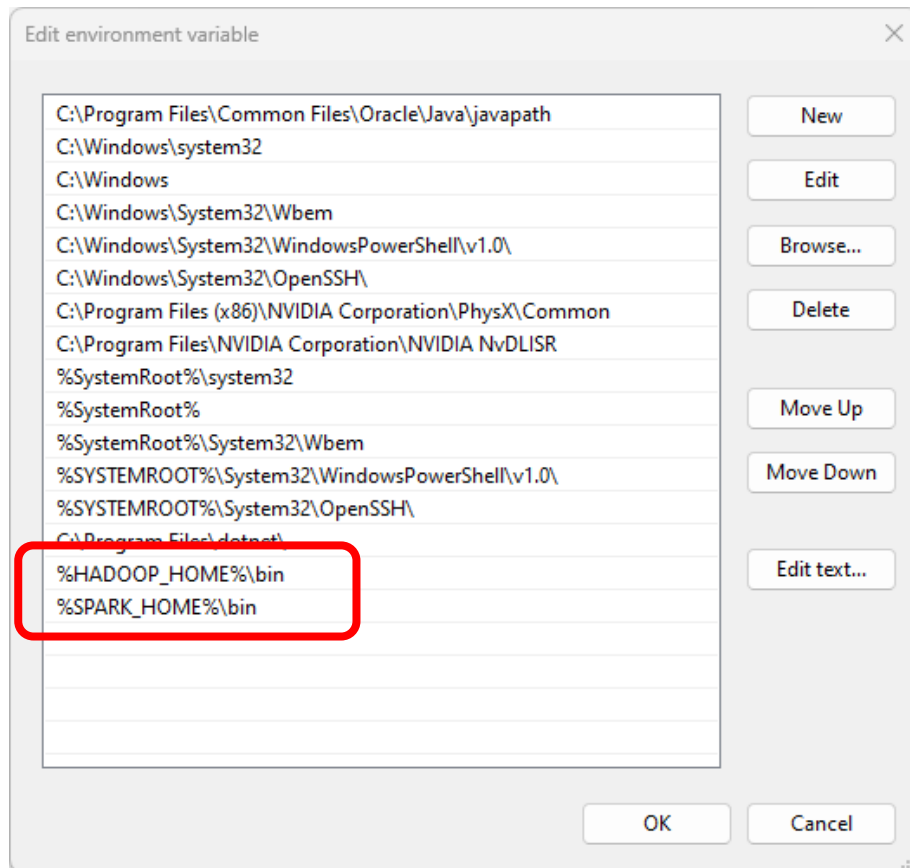 Edit environment variable
C:\Program Files\Common Files\Oracle\Java\javapath
C:\Windows\system32
C:\Windows
C:\Windows\System32\Wbem
C:\Windows\System32\WindowsPowerShell\v1.0\
C:\Windows\System32\OpenSSH\
C:\Program Files (x86)\NVIDIA Corporation\PhysX\Common
C:\Program Files\NVIDIA Corporation\NVIDIA NvDLISR
%SystemRoot%\system32
%SystemRoot%
%SystemRoot%\System32\Wbem
%SYSTEMROOT%\System32\WindowsPowerShell\v1.0\
%SYSTEMROOT%\System32\OpenSSH\
C:\Program Files\dotnet\
%HADOOP_HOME%\bin
%SPARK_HOME%\bin
New
Edit
Browse...
Delete
Move Up
Move Down
Edit text...
OK
Cancel